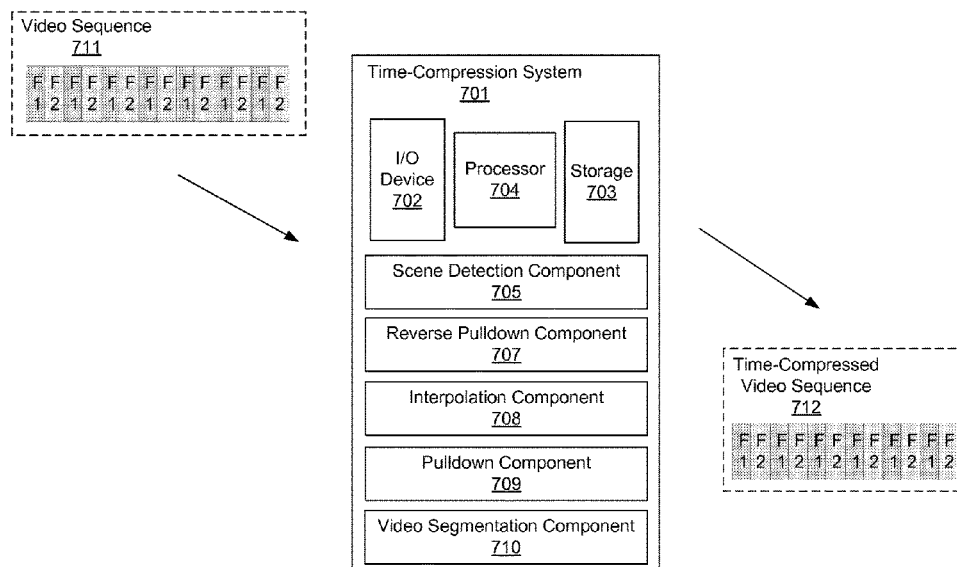 Video Sequence
711
F F F F F F F F F F F F F F
1 2 1 2 1 2 1 2 1 2 1 2 1 2
Time-Compression System
701
I/O
Device
702
Processor
704
Storage
703
Scene Detection Component
705
Reverse Pulldown Component
707
Interpolation Component
708
Pulldown Component
709
Video Segmentation Component
710
Time-Compressed
Video Sequence
712
F F F F F F F F F F F F
1 2 1 2 1 2 1 2 1 2 1 2